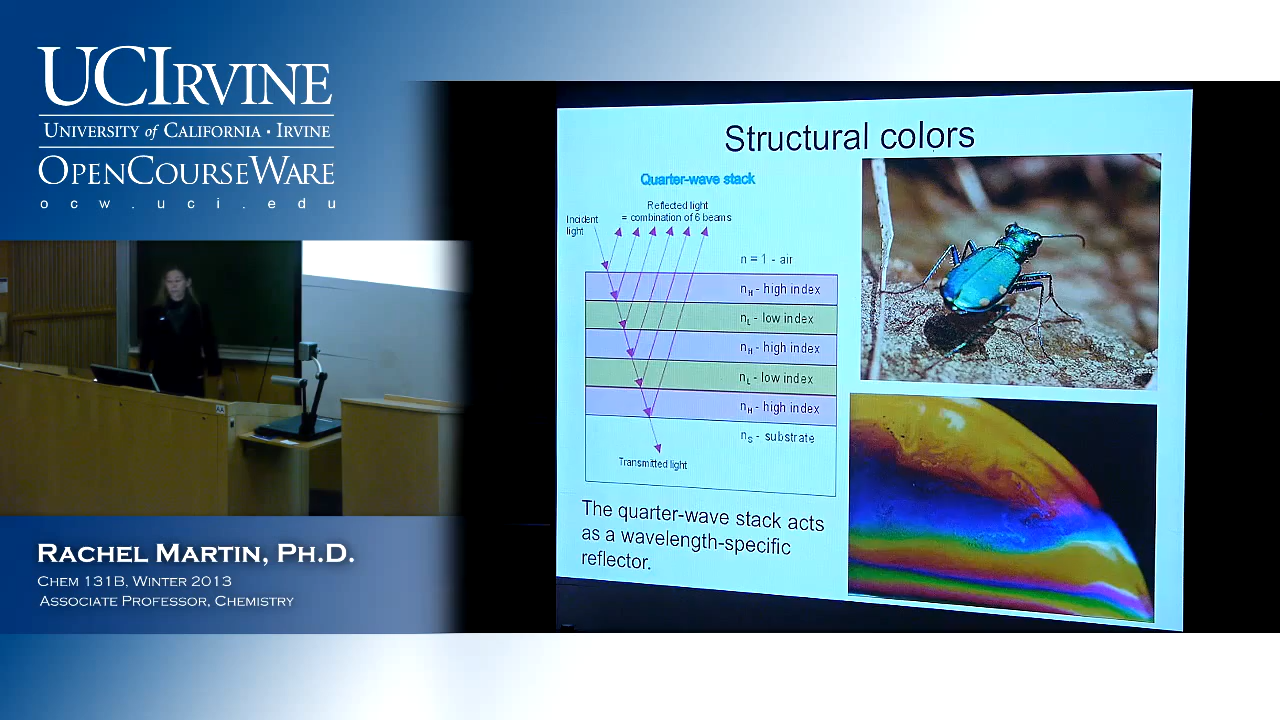 UCIRVINE
UNIVERSITY of CALIFORNIA · IRVINE
OPENCOURSEWARE
ocw.uci.edu
RACHEL MARTIN, PH.D.
CHEM 131B, WINTER 2013
ASSOCIATE PROFESSOR, CHEMISTRY
Structural colors
Quarter-wave stack
Reflected light
= combination of 6 beams
Incident
light
n = 1 - air
nH - high index
nL - low index
nH - high index
nL - low index
nH - high index
nS - substrate
Transmitted light
The quarter-wave stack acts
as a wavelength-specific
reflector.